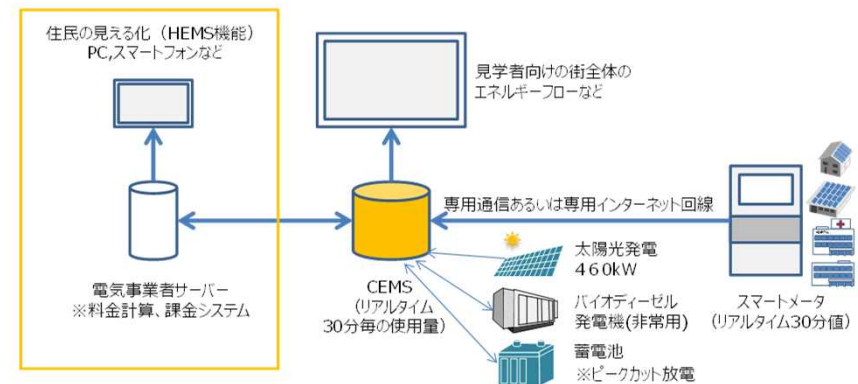 住民の見える化（HEMS機能）
PC,スマートフォンなど
見学者向けの街全体の
エネルギーフローなど
専用通信あるいは専用インターネット回線
電気事業者サーバー
※料金計算、課金システム
CEMS
(リアルタイム
30分毎の使用量)
太陽光発電
４６０kW
バイオディーゼル
発電機(非常用)
蓄電池
※ピークカット放電
スマートメータ
(リアルタイム30分値)